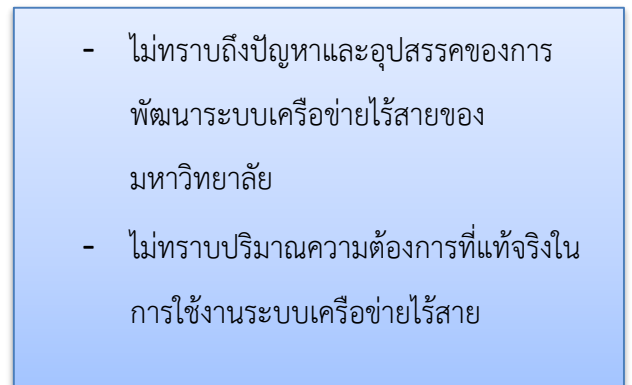 - ไม่ทราบถึงปัญหาและอุปสรรคของการ
พัฒนาระบบเครือข่ายไร้สายของ
มหาวิทยาลัย
- ไม่ทราบปริมาณความต้องการที่แท้จริงใน
การใช้งานระบบเครือข่ายไร้สาย